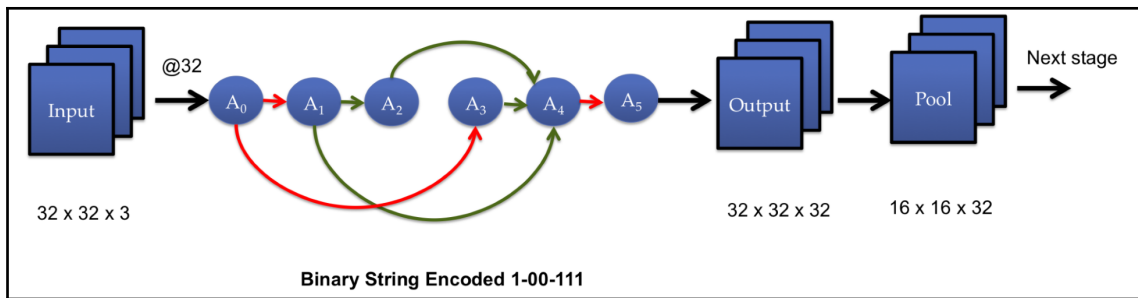 @32
Next stage
Input
A0
A1
A2
A3
A4
A5
Output
Pool
32 x 32 x 3
32 x 32 x 32
16 x 16 x 32
Binary String Encoded 1-00-111